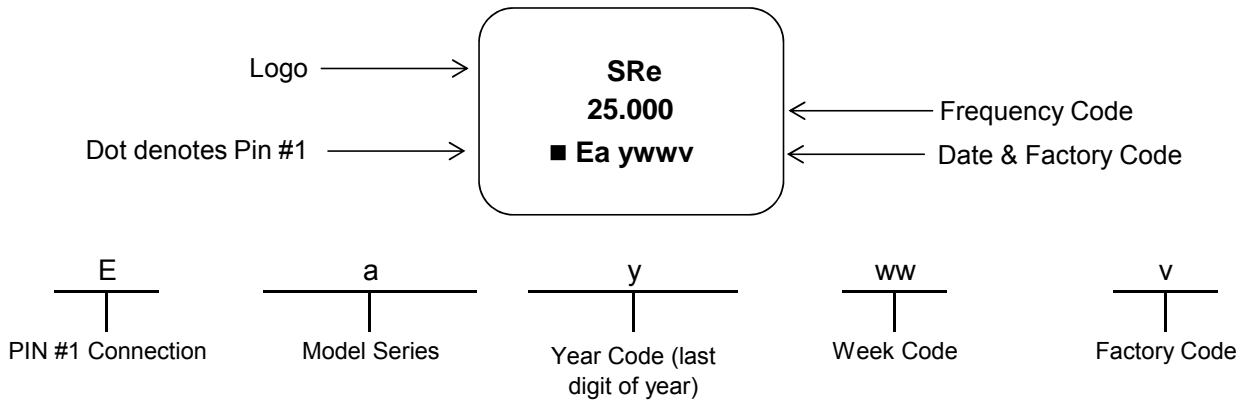 Logo
SRe
25.000
Frequency Code
Dot denotes Pin #1
■ Ea ywwv
Date & Factory Code
E
a
y
ww
v
PIN #1 Connection
Model Series
Year Code (last
digit of year)
Week Code
Factory Code